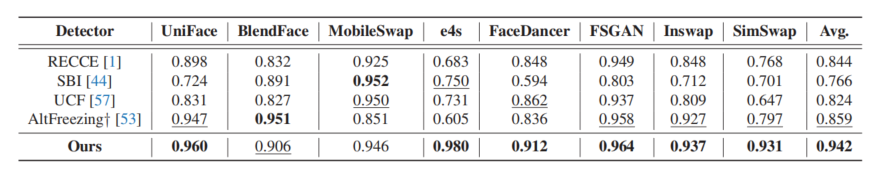 Detector UniFace BlendFace MobileSwap e4s FaceDancer FSGAN Inswap SimSwap Avg.
RECCE [1] 0.898 0.832 0.925 0.683 0.848 0.949 0.848 0.768 0.844
SBI [44] 0.724 0.891 0.952 0.750 0.594 0.803 0.712 0.701 0.766
UCF [57] 0.831 0.827 0.950 0.731 0.862 0.937 0.809 0.647 0.824
AltFreezing† [53] 0.947 0.951 0.851 0.605 0.836 0.958 0.927 0.797 0.859
Ours 0.960 0.906 0.946 0.980 0.912 0.964 0.937 0.931 0.942